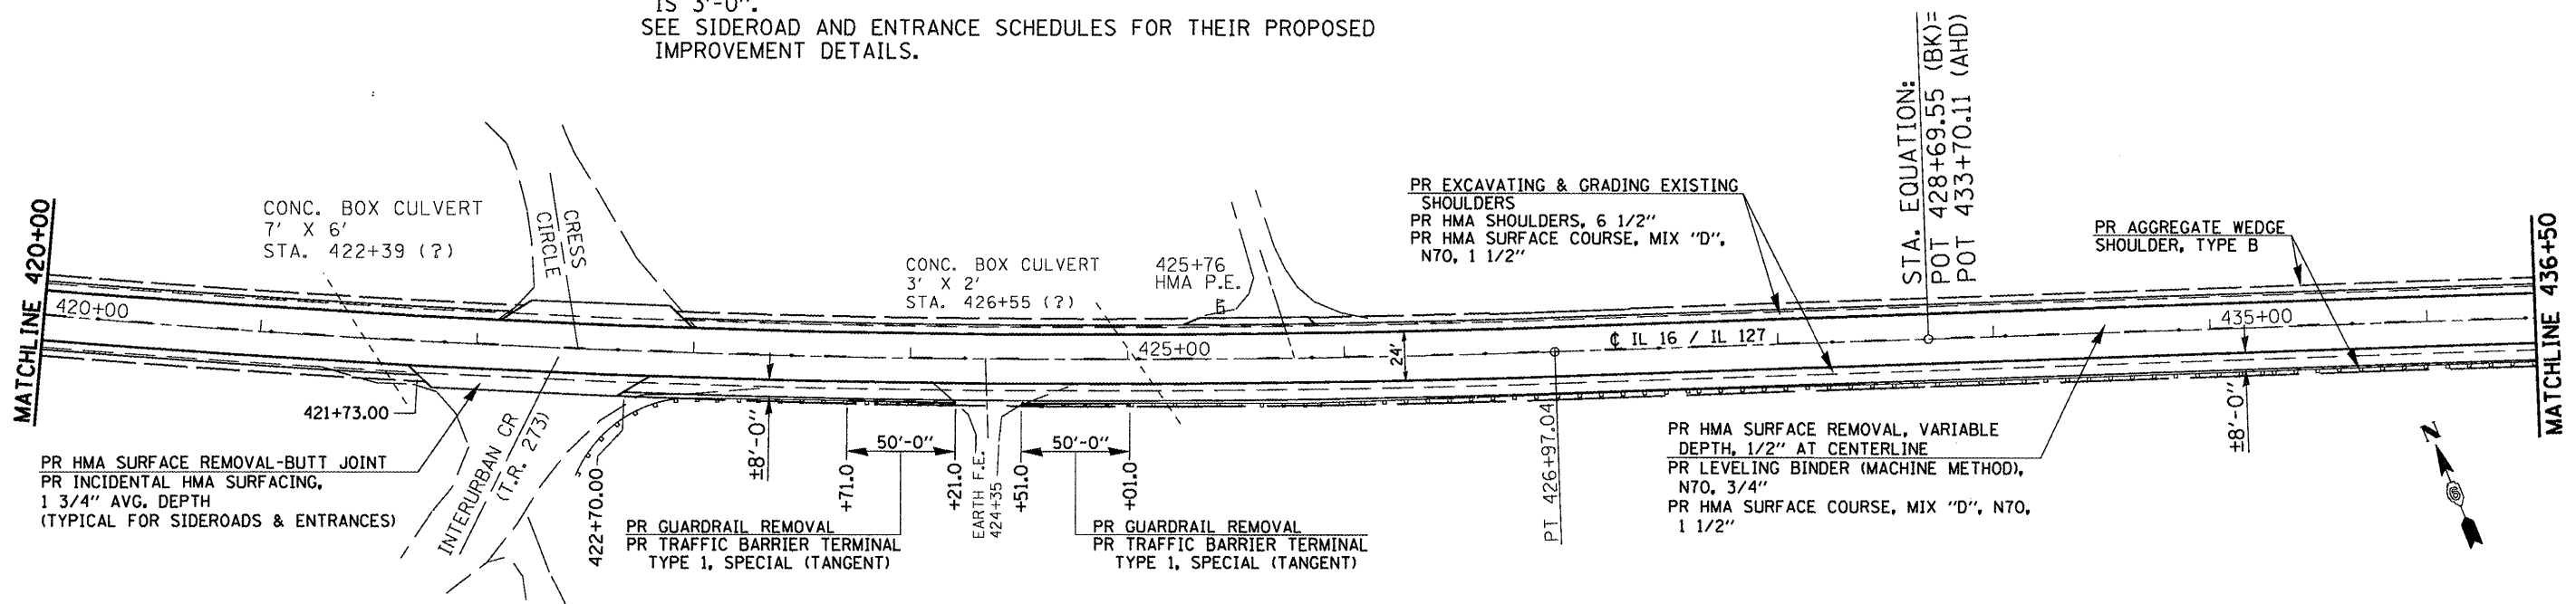 IS 3'-0".
SEE SIDEROAD AND ENTRANCE SCHEDULES FOR THEIR PROPOSED
IMPROVEMENT DETAILS.
STA. EQUATION:
POT 428+69.55 (BK)=
POT 433+70.11 (AHD)
MATCHLINE 420+00
420+00
CONC. BOX CULVERT
7' X 6'
STA. 422+39 (?)
CRESS
CIRCLE
CONC. BOX CULVERT
3' X 2'
STA. 426+55 (?)
425+76
HMA P.E.
PR EXCAVATING & GRADING EXISTING
SHOULDERS
PR HMA SHOULDERS, 6 1/2"
PR HMA SURFACE COURSE, MIX "D",
N70, 1 1/2"
PR AGGREGATE WEDGE
SHOULDER, TYPE B
MATCHLINE 436+50
425+00
24'
℄ IL 16 / IL 127
435+00
421+73.00
PR HMA SURFACE REMOVAL-BUTT JOINT
PR INCIDENTAL HMA SURFACING,
1 3/4" AVG. DEPTH
(TYPICAL FOR SIDEROADS & ENTRANCES)
INTERURBAN CR
(T.R. 273)
422+70.00
±8'-0"
+71.0
50'-0"
+21.0
EARTH F.E.
424+35
+51.0
50'-0"
+01.0
PR GUARDRAIL REMOVAL
PR TRAFFIC BARRIER TERMINAL
TYPE 1, SPECIAL (TANGENT)
PR GUARDRAIL REMOVAL
PR TRAFFIC BARRIER TERMINAL
TYPE 1, SPECIAL (TANGENT)
PT 426+97.04
PR HMA SURFACE REMOVAL, VARIABLE
DEPTH, 1/2" AT CENTERLINE
PR LEVELING BINDER (MACHINE METHOD),
N70, 3/4"
PR HMA SURFACE COURSE, MIX "D", N70,
1 1/2"
±8'-0"
N